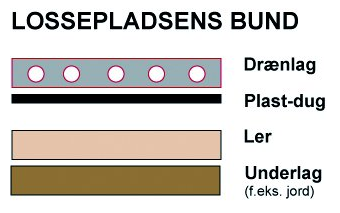 LOSSEPLADSENS BUND
Drænlag
Plast-dug
Ler
Underlag
(f.eks. jord)